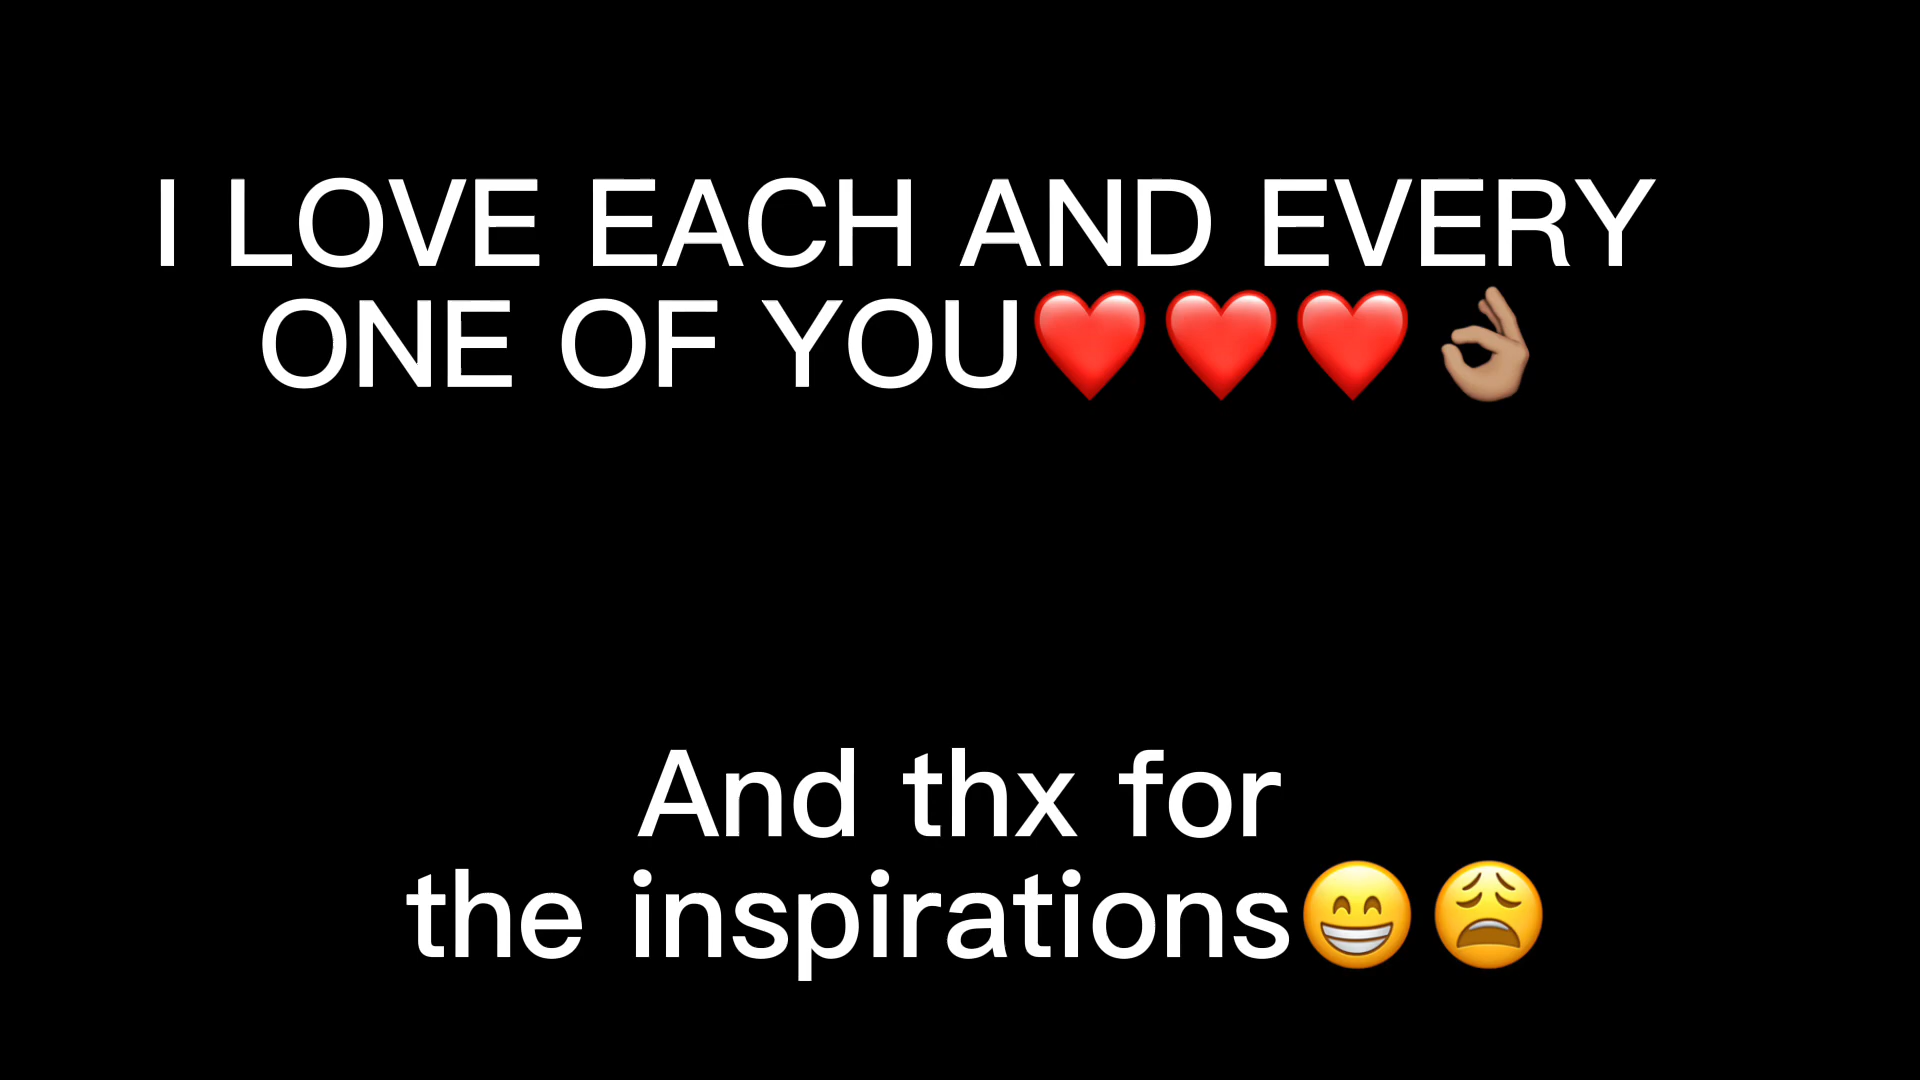 I LOVE EACH AND EVERY
ONE OF YOU❤️❤️❤️👌🏽
And thx for
the inspirations😁😩